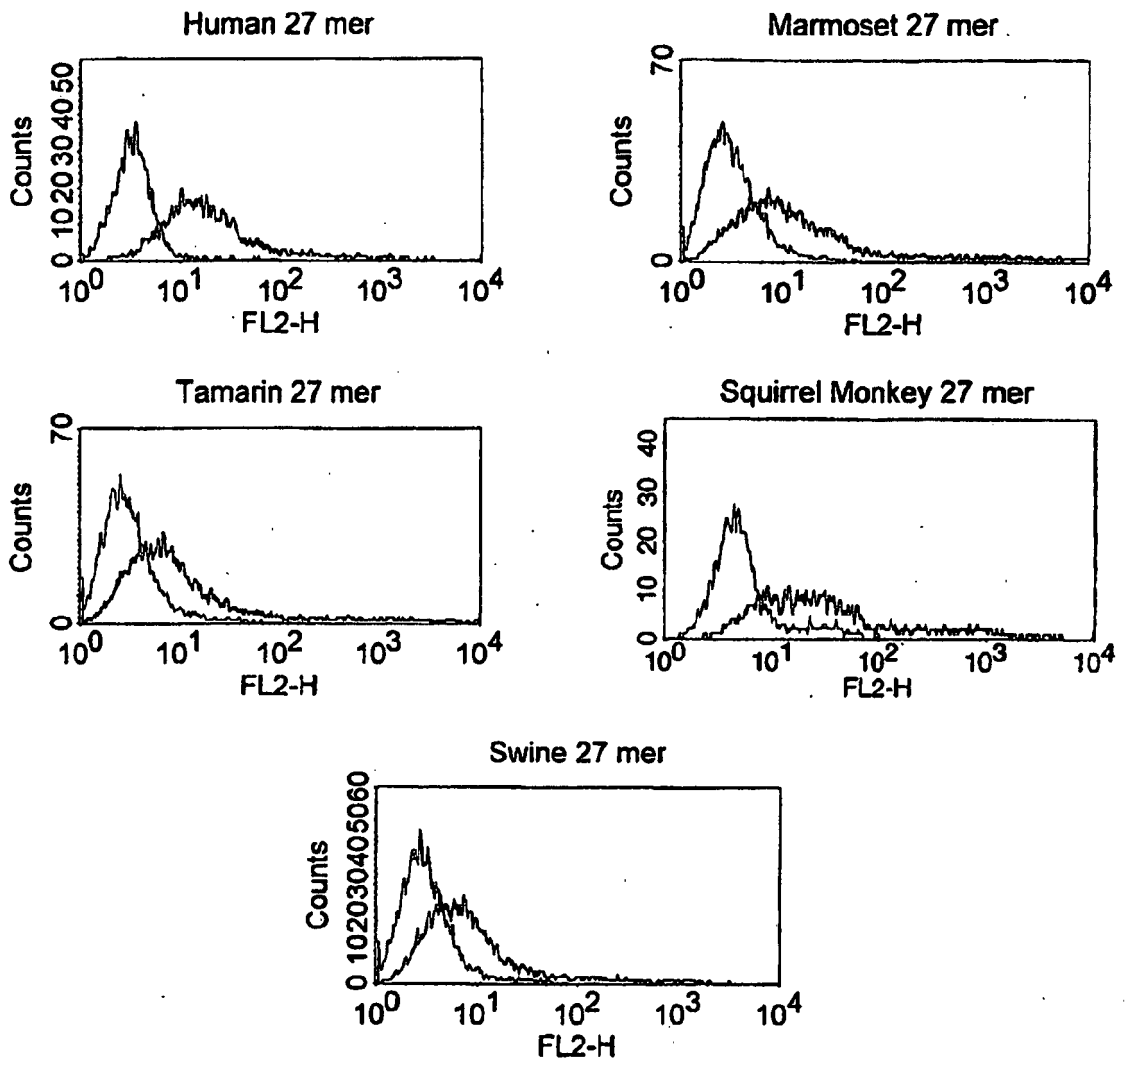 Human 27 mer
Counts
0 10 20 30 40 50
10^0 10^1 10^2 10^3 10^4
FL2-H
Marmoset 27 mer
Counts
0 70
10^0 10^1 10^2 10^3 10^4
FL2-H
Tamarin 27 mer
Counts
0 70
10^0 10^1 10^2 10^3 10^4
FL2-H
Squirrel Monkey 27 mer
Counts
0 10 20 30 40
10^0 10^1 10^2 10^3 10^4
FL2-H
Swine 27 mer
Counts
0 10 20 30 40 50 60
10^0 10^1 10^2 10^3 10^4
FL2-H